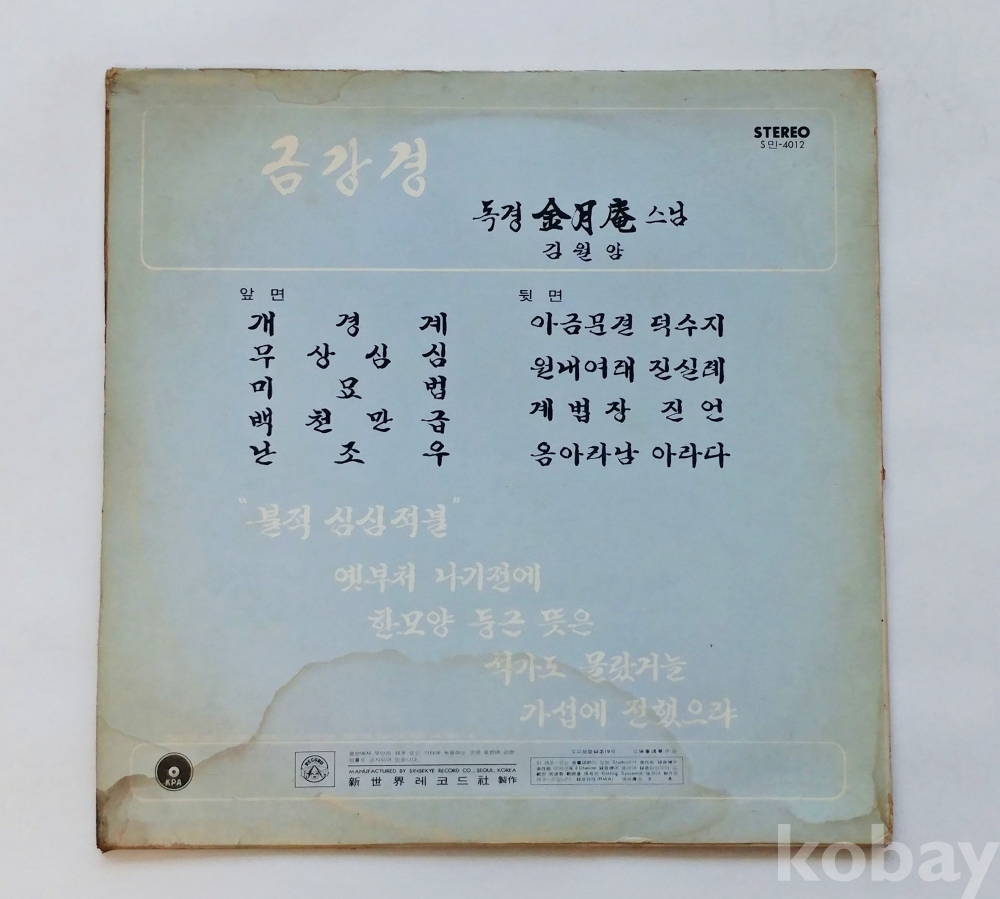 금강경
STEREO
S 민-4012
독경 金月庵 스님
김 월 암
앞 면
개 경 계
무 상 심 심
미 묘 법
백 천 만 겁
난 조 우
뒷 면
아금문견 덕수지
원내여래 진실례
계 법 장 진 언
옴아라남 아라다
"불적 심심적블"
옛부처 나기전에
한모양 둥근 뜻은
석가도 몰랐거늘
가섭에 전했으랴
KPA
RECORD
MANUFACTURED BY SINSEKYE RECORD CO., SEOUL, KOREA
新 世 界 레 코 드 社 製作
kobay